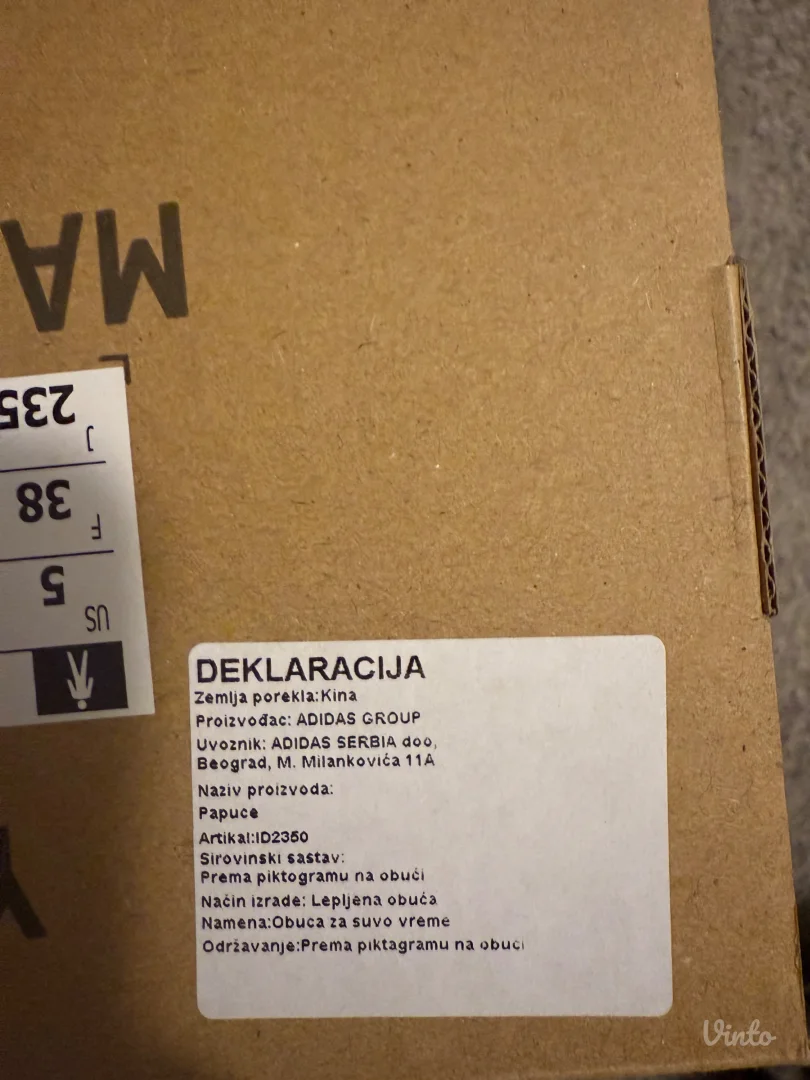 MA
235
J
38
F
5
US
DEKLARACIJA
Zemlja porekla:Kina
Proizvođac: ADIDAS GROUP
Uvoznik: ADIDAS SERBIA doo,
Beograd, M. Milankovića 11A
Naziv proizvoda:
Papuce
Artikal:ID2350
Sirovinski sastav:
Prema piktogramu na obući
Način izrade: Lepljena obuća
Namena:Obuca za suvo vreme
Održavanje:Prema piktagramu na obuci
Vinto